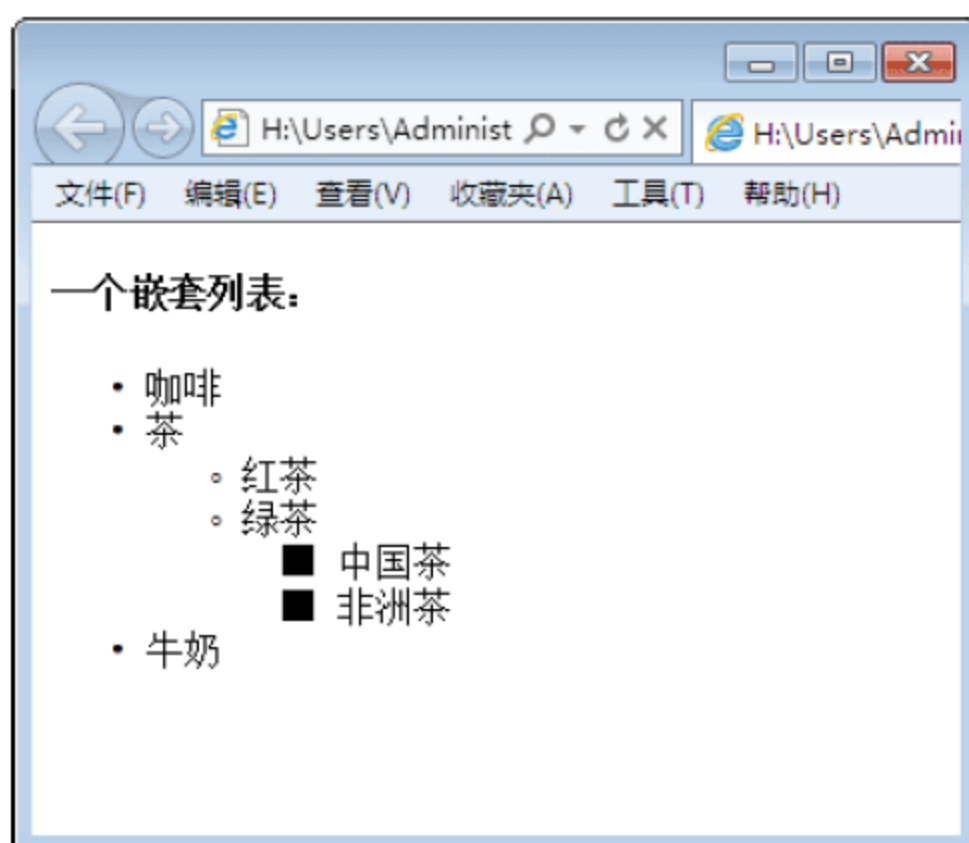 H:\Users\Administ
H:\Users\Admi
文件(F) 编辑(E) 查看(V) 收藏夹(A) 工具(T) 帮助(H)
一个嵌套列表：
• 咖啡
• 茶
◦ 红茶
◦ 绿茶
■ 中国茶
■ 非洲茶
• 牛奶